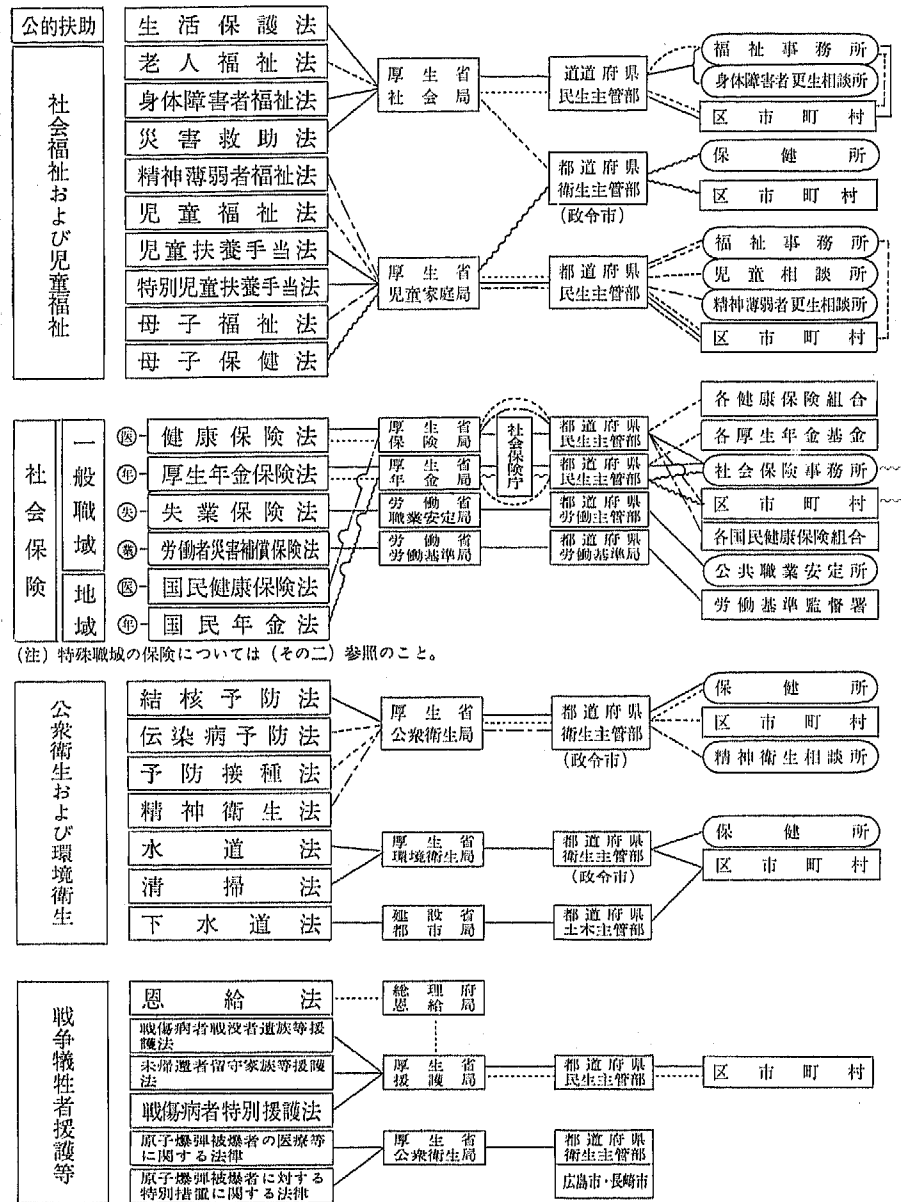 公的扶助
生活保護法
社会福祉および児童福祉
老人福祉法
身体障害者福祉法
災害救助法
精神薄弱者福祉法
児童福祉法
児童扶養手当法
特別児童扶養手当法
母子福祉法
母子保健法
厚生省
社会局
厚生省
児童家庭局
道道府県
民生主管部
都道府県
衛生主管部
(政令市)
都道府県
民生主管部
福祉事務所
身体障害者更生相談所
区市町村
保健所
区市町村
福祉事務所
児童相談所
精神薄弱者更生相談所
区市町村
社会保険
一般職域
地域
医
健康保険法
年
厚生年金保険法
失
失業保険法
業
労働者災害補償保険法
医
国民健康保険法
年
国民年金法
厚生省
保険局
厚生省
年金局
労働省
職業安定局
労働省
労働基準局
社会保険庁
都道府県
民生主管部
都道府県
民生主管部
都道府県
労働主管部
都道府県
労働基準局
各健康保険組合
各厚生年金基金
社会保険事務所
区市町村
各国民健康保険組合
公共職業安定所
労働基準監督署
(注) 特殊職域の保険については(その二)参照のこと。
公衆衛生および環境衛生
結核予防法
伝染病予防法
予防接種法
精神衛生法
水道法
清掃法
下水道法
厚生省
公衆衛生局
厚生省
環境衛生局
建設省
都市局
都道府県
衛生主管部
(政令市)
都道府県
衛生主管部
(政令市)
都道府県
土木主管部
保健所
区市町村
精神衛生相談所
保健所
区市町村
戦争犠牲者援護等
恩給法
戦傷病者戦没者遺族等援
護法
未帰還者留守家族等援護
法
戦傷病者特別援護法
原子爆弾被爆者の医療等
に関する法律
原子爆弾被爆者に対する
特別措置に関する法律
総理府
恩給局
厚生省
援護局
厚生省
公衆衛生局
都道府県
民生主管部
都道府県
衛生主管部
広島市・長崎市
区市町村